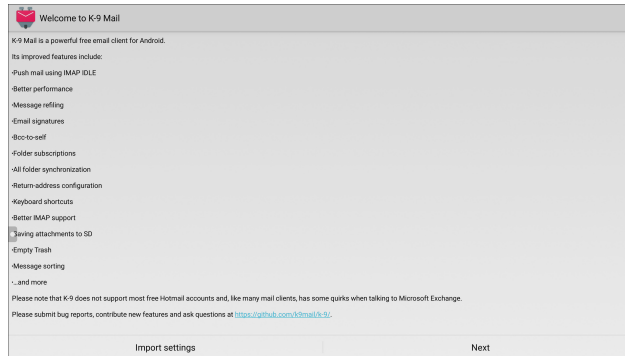 Welcome to K-9 Mail
K-9 Mail is a powerful free email client for Android.
Its improved features include:
•Push mail using IMAP IDLE
•Better performance
•Message refiling
•Email signatures
•Bcc-to-self
•Folder subscriptions
•All folder synchronization
•Return-address configuration
•Keyboard shortcuts
•Better IMAP support
Saving attachments to SD
•Empty Trash
•Message sorting
•…and more
Please note that K-9 does not support most free Hotmail accounts and, like many mail clients, has some quirks when talking to Microsoft Exchange.
Please submit bug reports, contribute new features and ask questions at https://github.com/k9mail/k-9/.
Import settings
Next